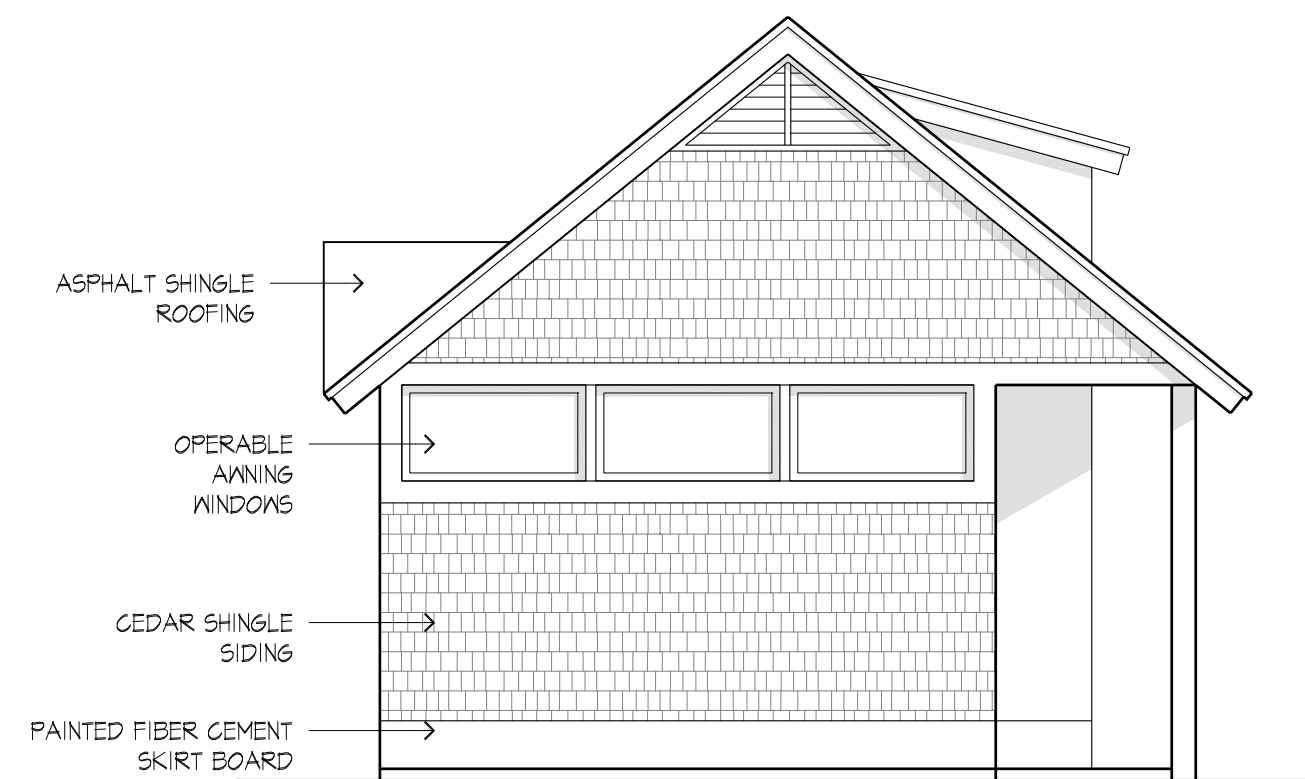 ASPHALT SHINGLE
ROOFING
OPERABLE
AWNING
WINDOWS
CEDAR SHINGLE
SIDING
PAINTED FIBER CEMENT
SKIRT BOARD